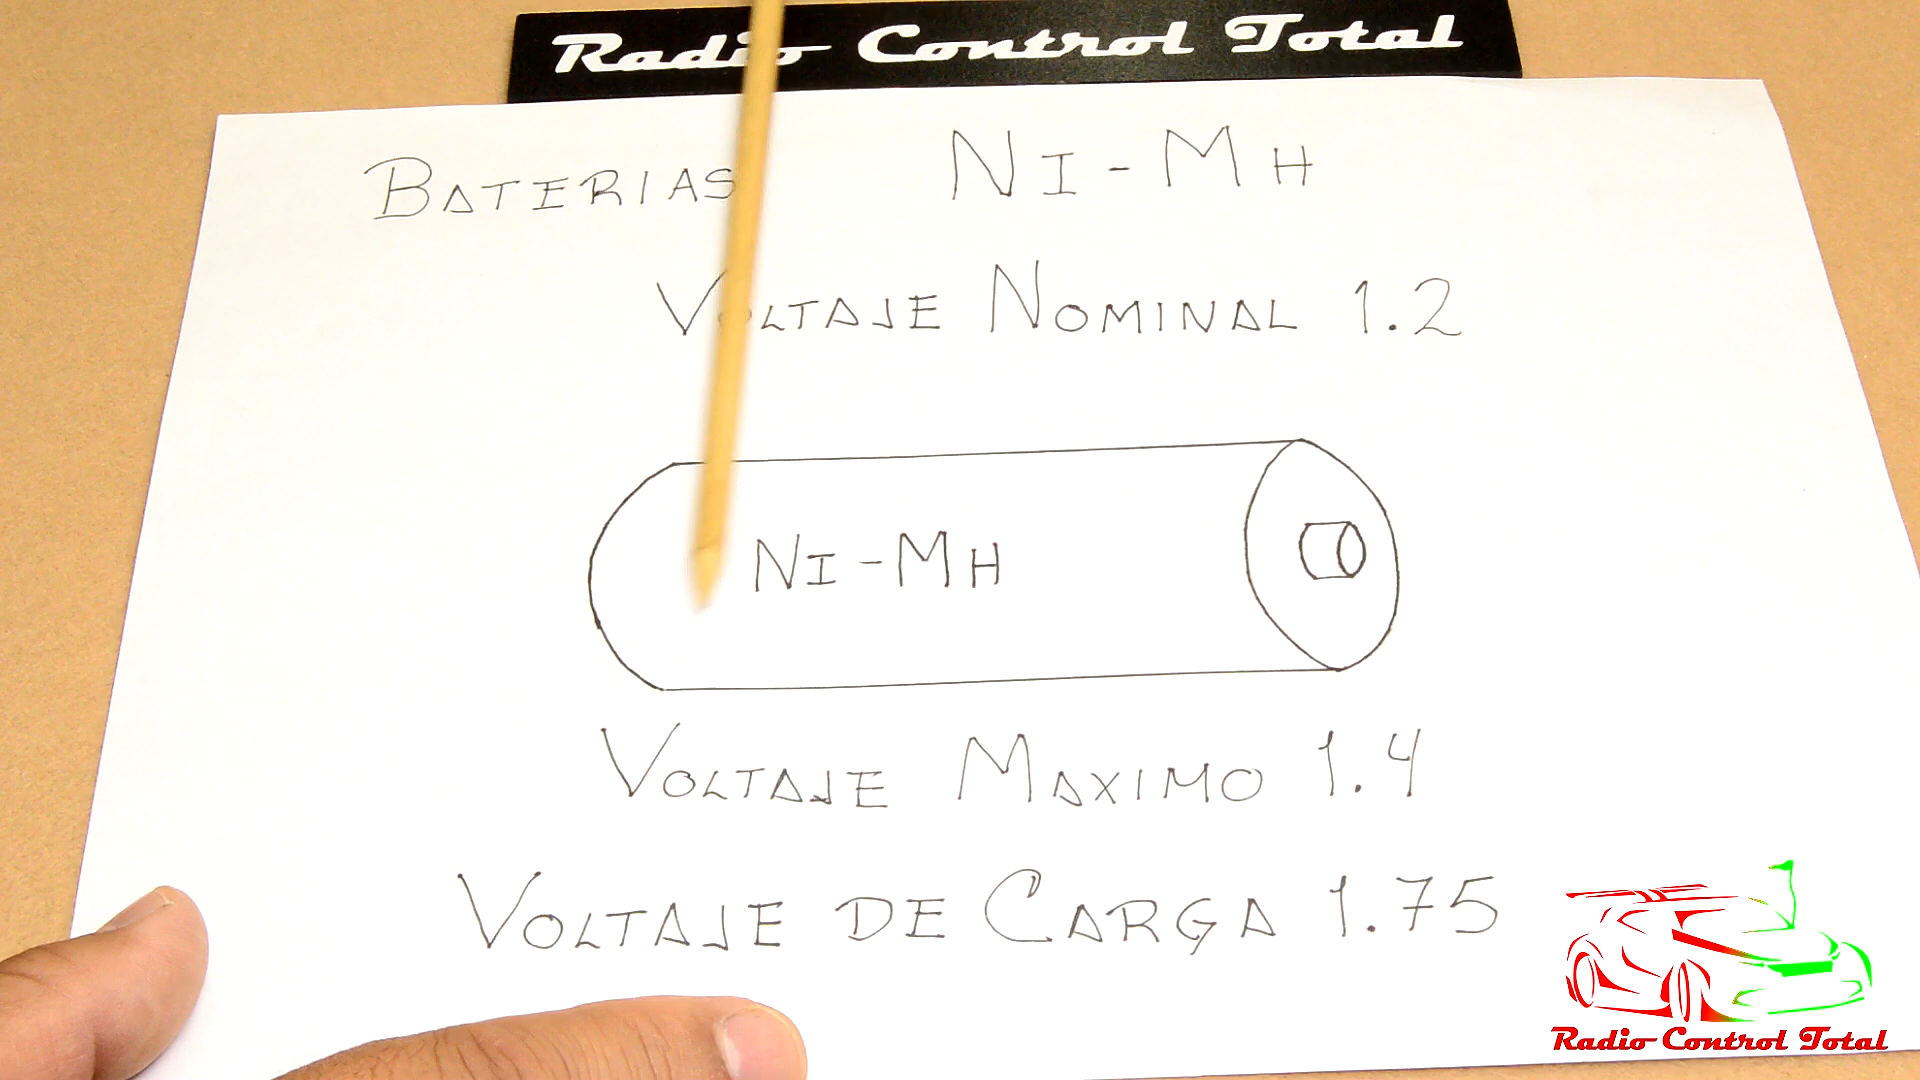 Radio Control Total
BATERIAS NI-MH
VOLTAJE NOMINAL 1.2
NI-MH
VOLTAJE MAXIMO 1.4
VOLTAJE DE CARGA 1.75
Radio Control Total